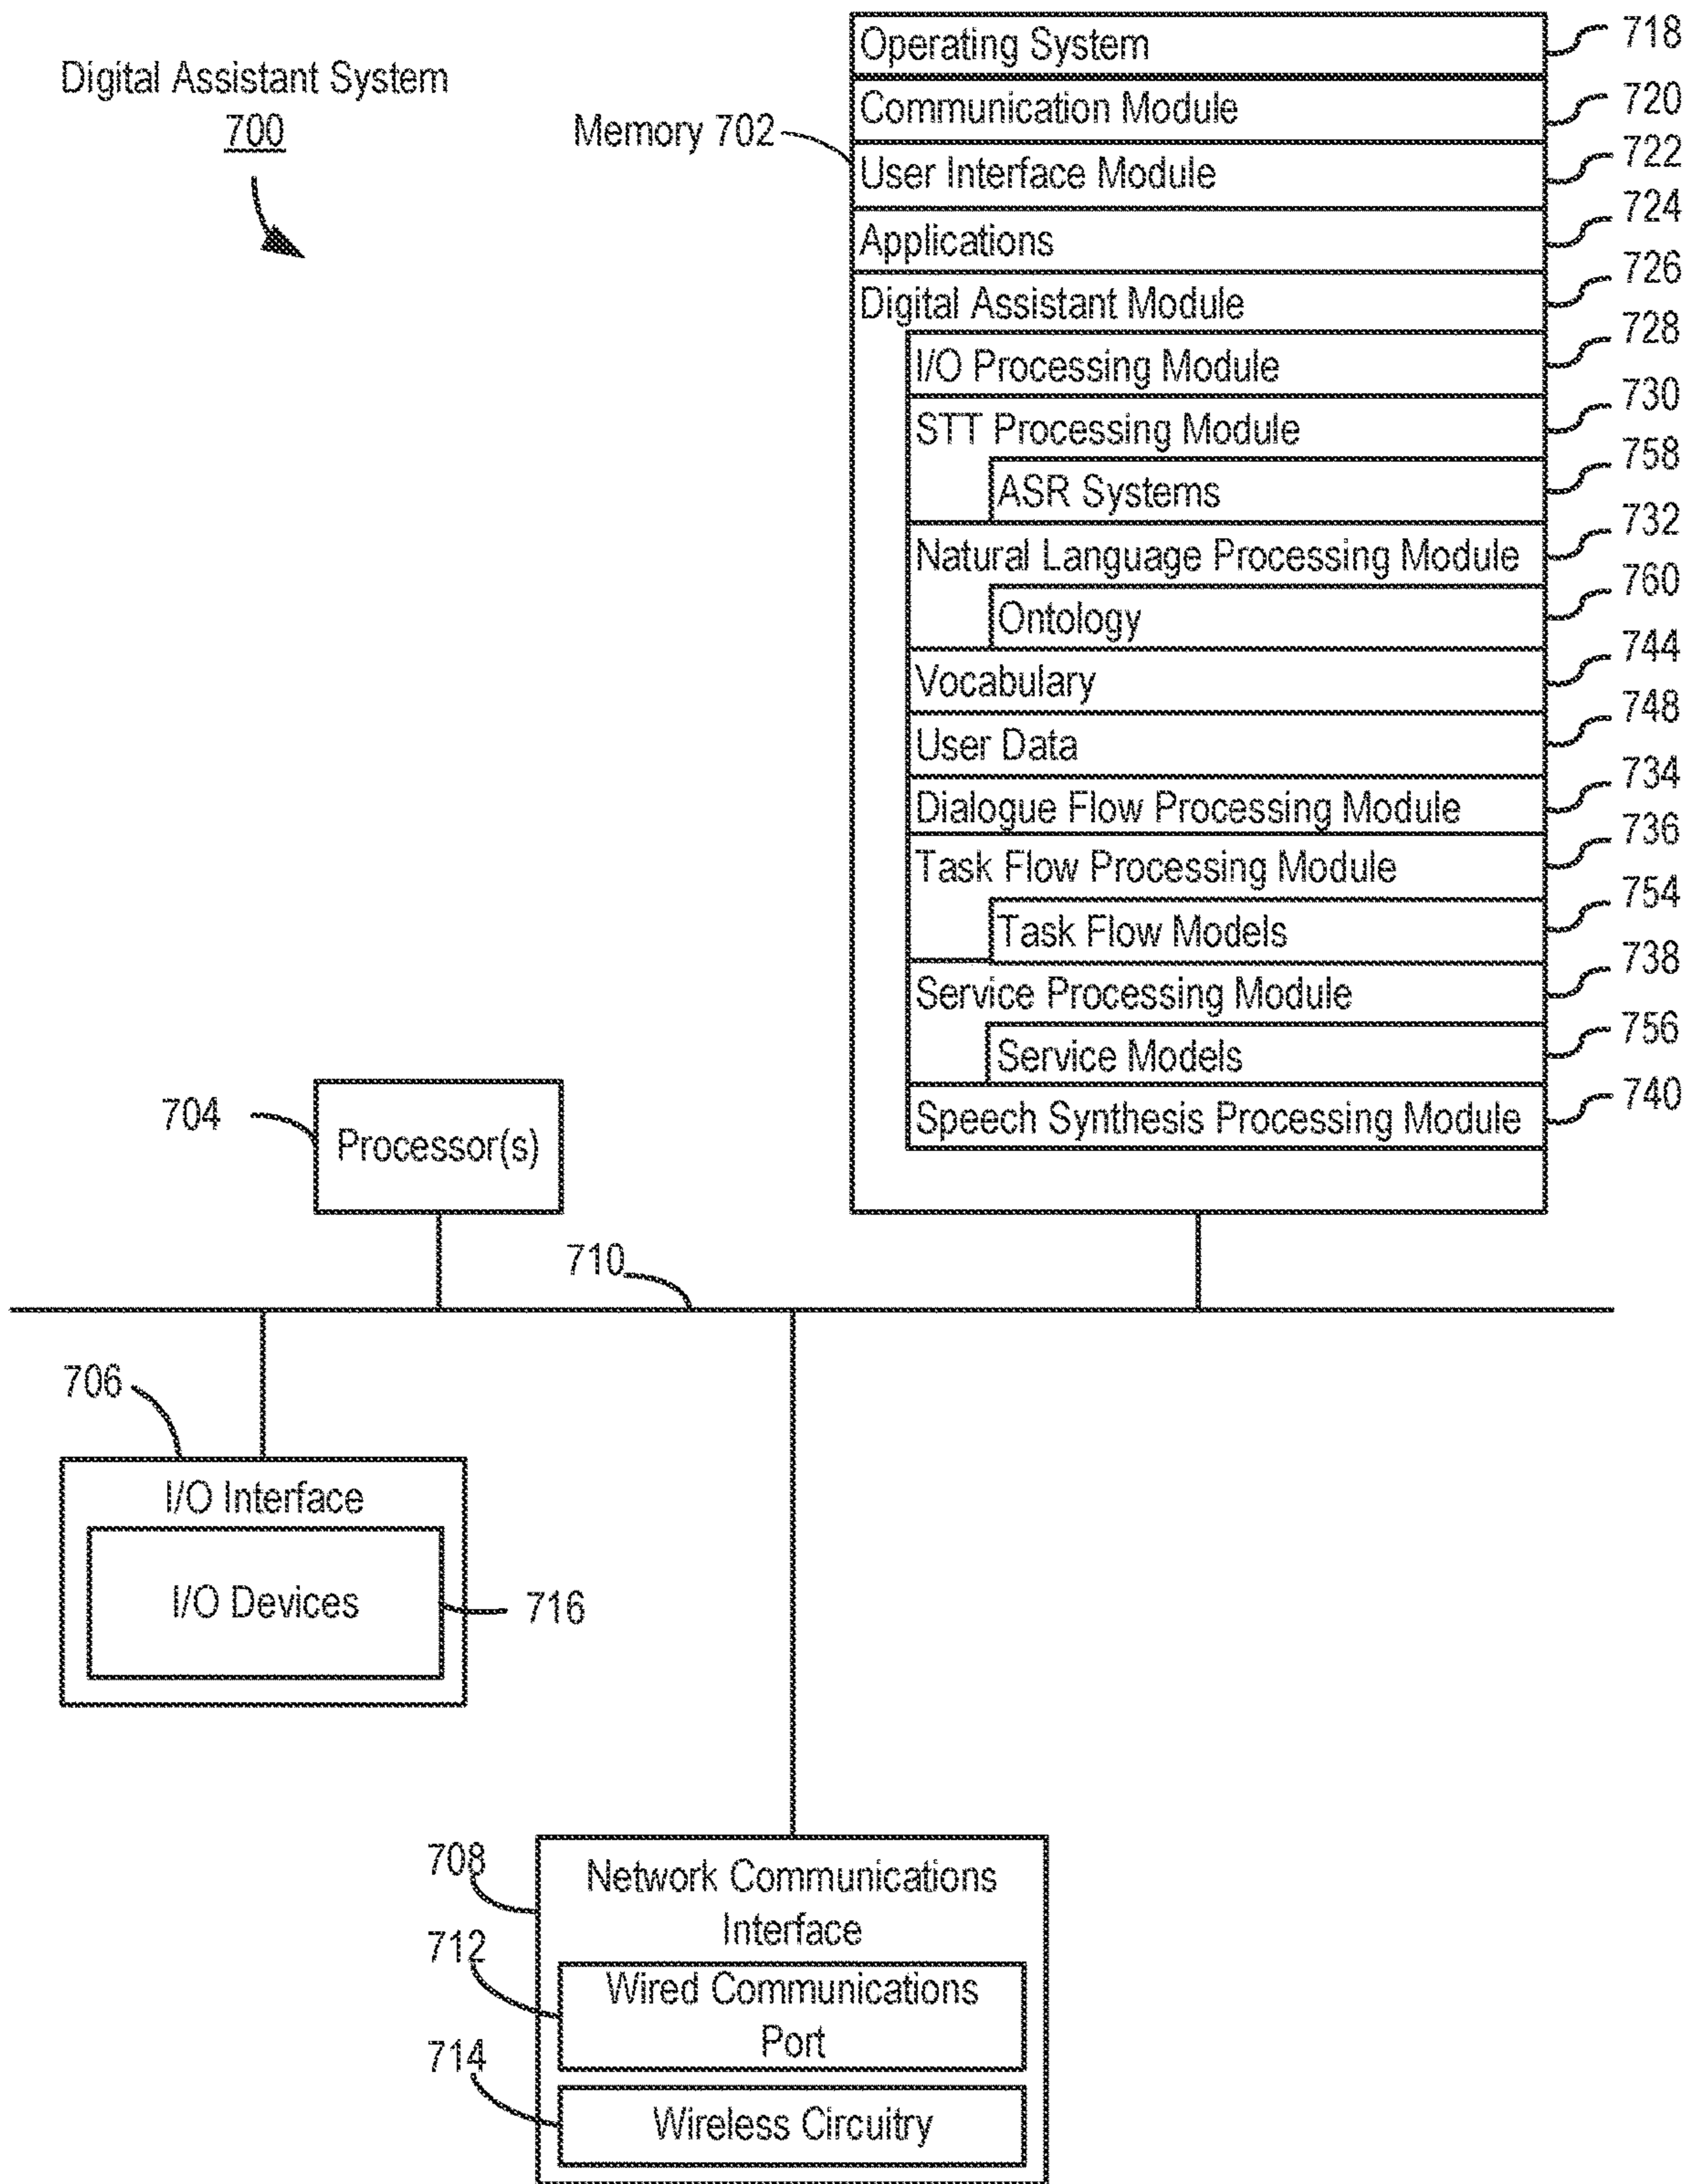 Digital Assistant System
700
Memory 702
Operating System 718
Communication Module 720
User Interface Module 722
Applications 724
Digital Assistant Module 726
I/O Processing Module 728
STT Processing Module 730
ASR Systems 758
Natural Language Processing Module 732
Ontology 760
Vocabulary 744
User Data 748
Dialogue Flow Processing Module 734
Task Flow Processing Module 736
Task Flow Models 754
Service Processing Module 738
Service Models 756
Speech Synthesis Processing Module 740
704
Processor(s)
710
706
I/O Interface
I/O Devices
716
708
Network Communications
Interface
712
Wired Communications
Port
714
Wireless Circuitry